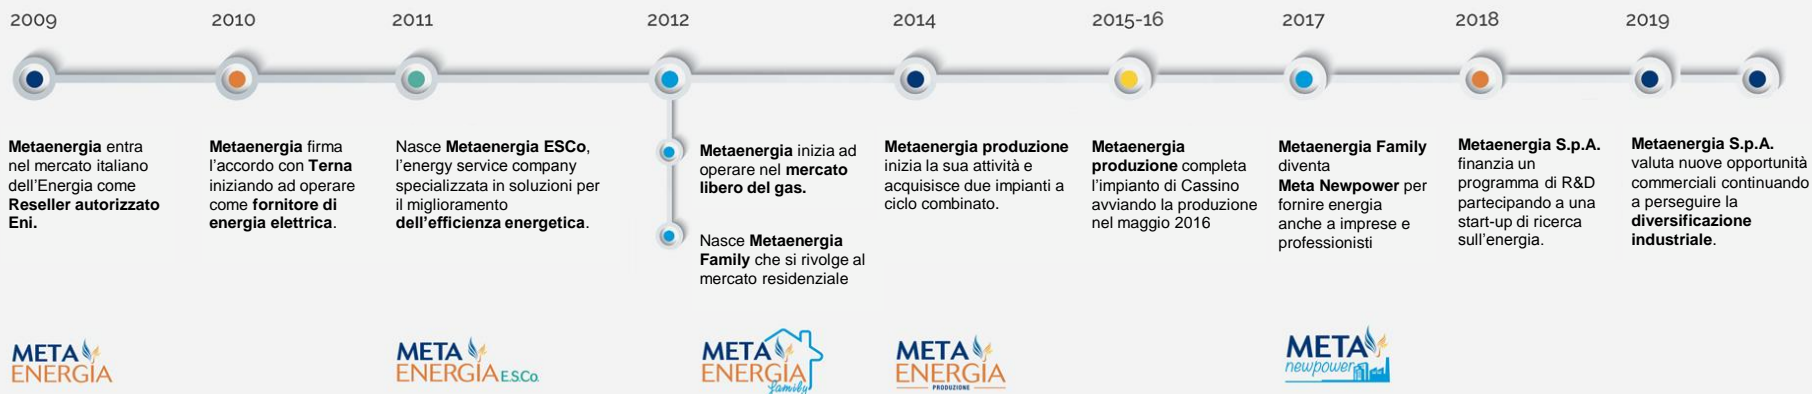 2009
2010
2011
2012
2014
2015-16
2017
2018
2019
Metaenergia entra
nel mercato italiano
dell'Energia come
Reseller autorizzato
Eni.
Metaenergia firma
l'accordo con Terna
iniziando ad operare
come fornitore di
energia elettrica.
Nasce Metaenergia ESCo,
l'energy service company
specializzata in soluzioni per
il miglioramento
dell'efficienza energetica.
Metaenergia inizia ad
operare nel mercato
libero del gas.
Nasce Metaenergia
Family che si rivolge al
mercato residenziale
Metaenergia produzione
inizia la sua attività e
acquisisce due impianti a
ciclo combinato.
Metaenergia
produzione completa
l'impianto di Cassino
avviando la produzione
nel maggio 2016
Metaenergia Family
diventa
Meta Newpower per
fornire energia
anche a imprese e
professionisti
Metaenergia S.p.A.
finanzia un
programma di R&D
partecipando a una
start-up di ricerca
sull'energia.
Metaenergia S.p.A.
valuta nuove opportunità
commerciali continuando
a perseguire la
diversificazione
industriale.
META
ENERGIA
META
ENERGIA E.S.Co.
META
ENERGIA
family
META
ENERGIA
PRODUZIONE
META
newpower